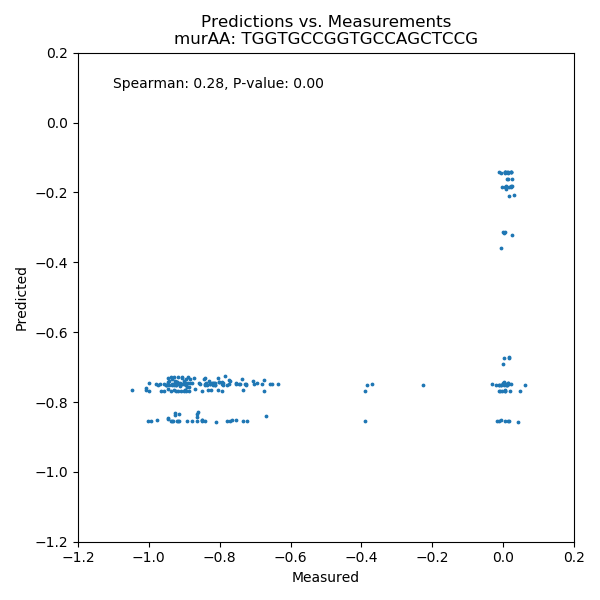 Predictions vs. Measurements
murAA: TGGTGCCGGTGCCAGCTCCG
Spearman: 0.28, P-value: 0.00
0.2
0.0
−0.2
−0.4
−0.6
−0.8
−1.0
−1.2
Predicted
−1.2 −1.0 −0.8 −0.6 −0.4 −0.2 0.0 0.2
Measured